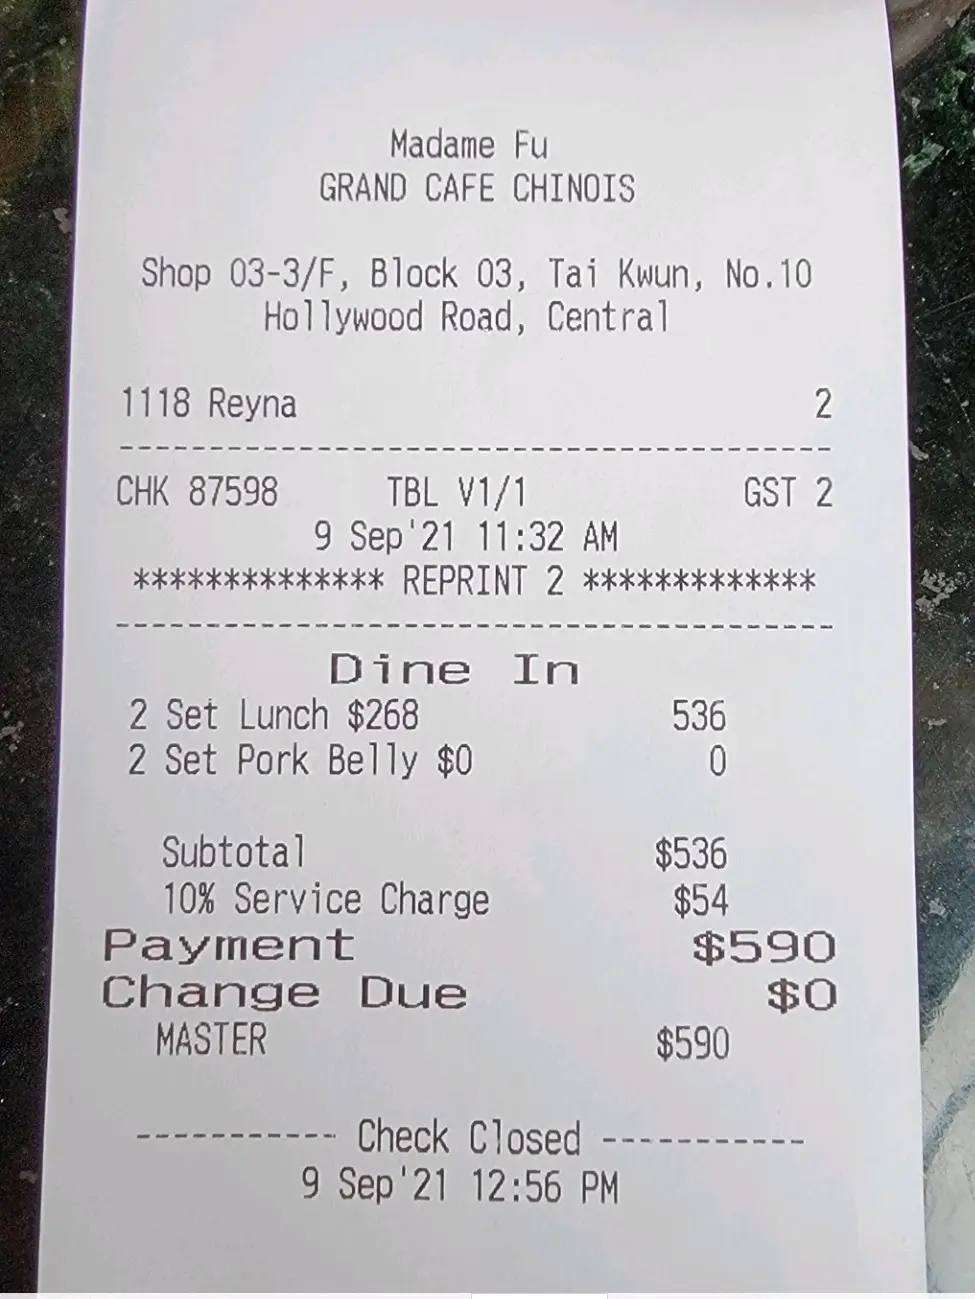 Madame Fu
GRAND CAFE CHINOIS
Shop 03-3/F, Block 03, Tai Kwun, No.10
Hollywood Road, Central
1118 Reyna 2
----------------------------------------
CHK 87598 TBL V1/1 GST 2
9 Sep'21 11:32 AM
************** REPRINT 2 *************
----------------------------------------
Dine In
2 Set Lunch $268 536
2 Set Pork Belly $0 0
Subtotal $536
10% Service Charge $54
Payment $590
Change Due $0
MASTER $590
----------- Check Closed -----------
9 Sep'21 12:56 PM